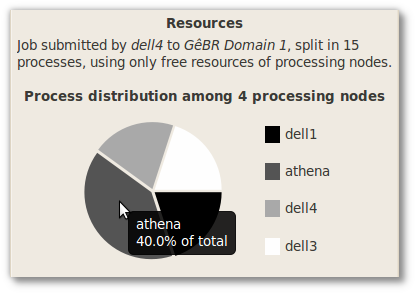 Resources
Job submitted by dell4 to GêBR Domain 1, split in 15
processes, using only free resources of processing nodes.
Process distribution among 4 processing nodes
dell1
athena
dell4
dell3
athena
40.0% of total